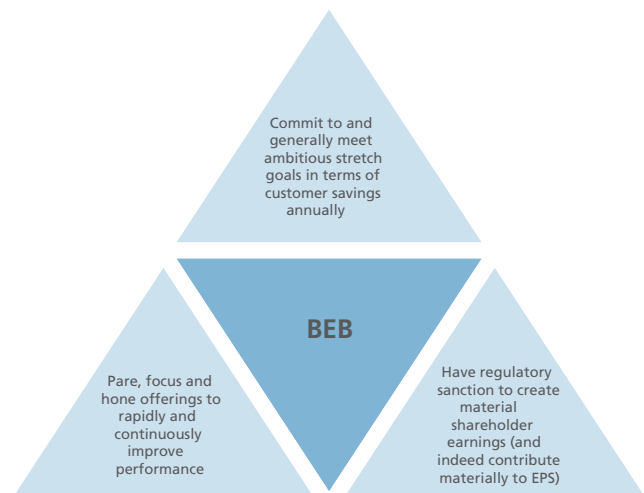 Commit to and
generally meet
ambitious stretch
goals in terms of
customer savings
annually
BEB
Pare, focus and
hone offerings to
rapidly and
continuously
improve
performance
Have regulatory
sanction to create
material
shareholder
earnings (and
indeed contribute
materially to EPS)